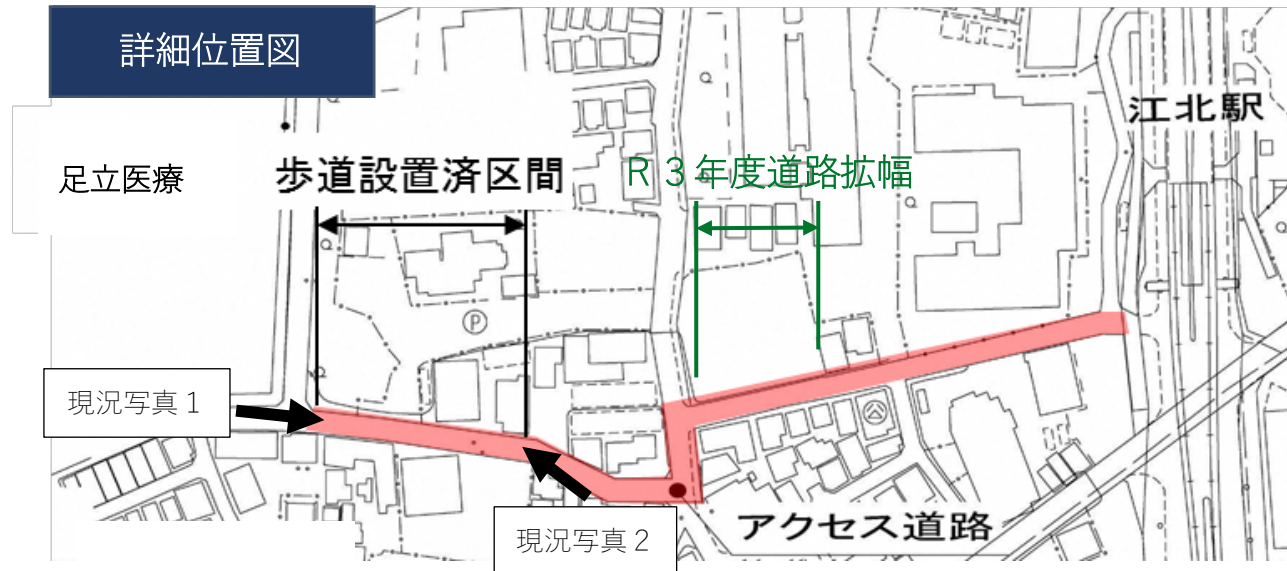 詳細位置図
江北駅
足立医療
歩道設置済区間
R3年度道路拡幅
P
現況写真1
現況写真2
アクセス道路